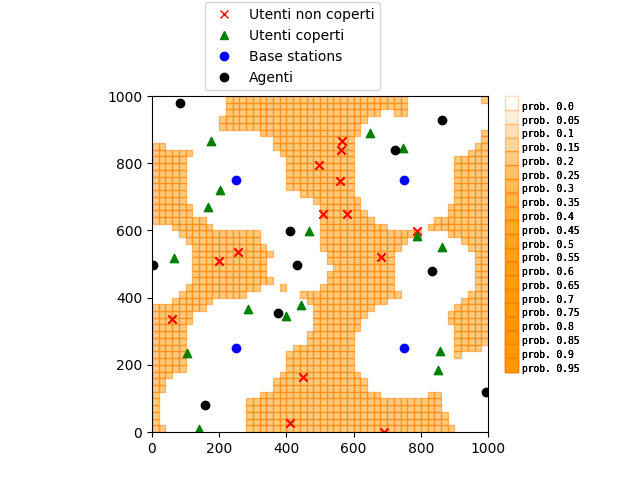 Utenti non coperti
Utenti coperti
Base stations
Agenti
1000
800
600
400
200
0
0 200 400 600 800 1000
prob. 0.0
prob. 0.05
prob. 0.1
prob. 0.15
prob. 0.2
prob. 0.25
prob. 0.3
prob. 0.35
prob. 0.4
prob. 0.45
prob. 0.5
prob. 0.55
prob. 0.6
prob. 0.65
prob. 0.7
prob. 0.75
prob. 0.8
prob. 0.85
prob. 0.9
prob. 0.95